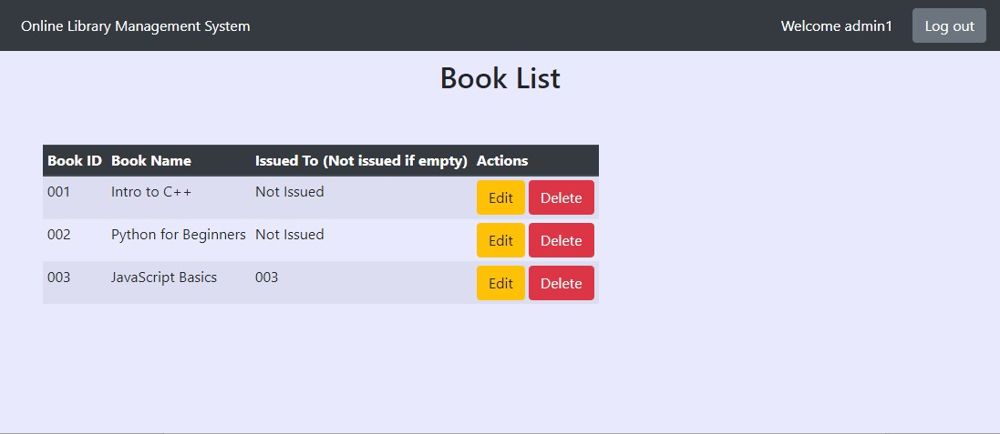 Online Library Management System Welcome admin1 Log out
Book List
Book ID Book Name Issued To (Not issued if empty) Actions
001 Intro to C++ Not Issued Edit Delete
002 Python for Beginners Not Issued Edit Delete
003 JavaScript Basics 003 Edit Delete